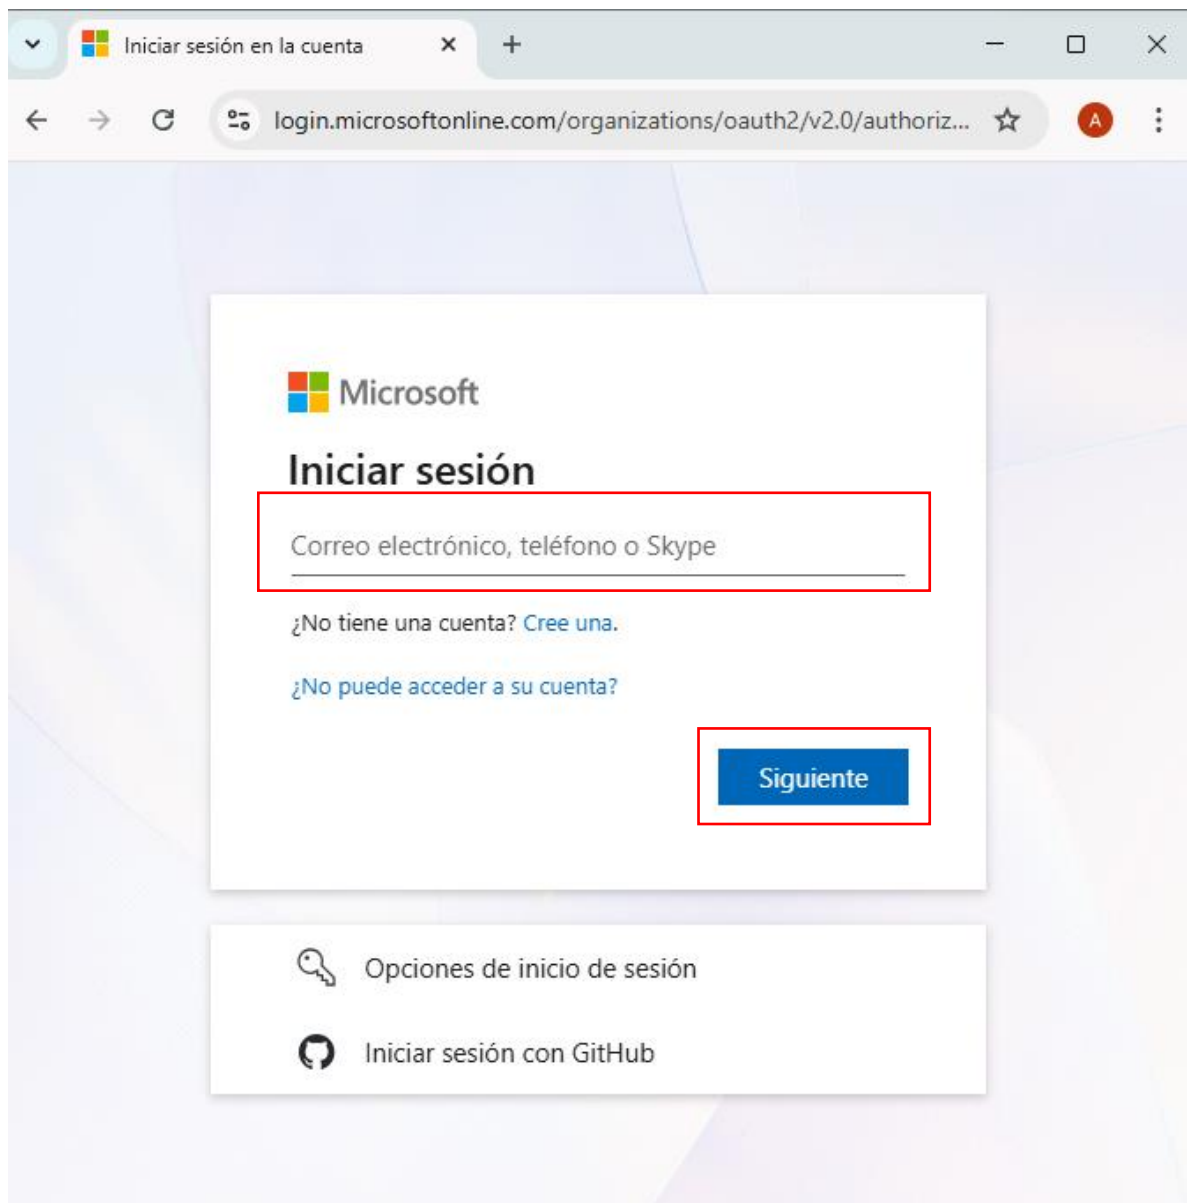 Iniciar sesión en la cuenta
login.microsoftonline.com/organizations/oauth2/v2.0/authoriz...
A
Microsoft
Iniciar sesión
Correo electrónico, teléfono o Skype
¿No tiene una cuenta? Cree una.
¿No puede acceder a su cuenta?
Siguiente
Opciones de inicio de sesión
Iniciar sesión con GitHub